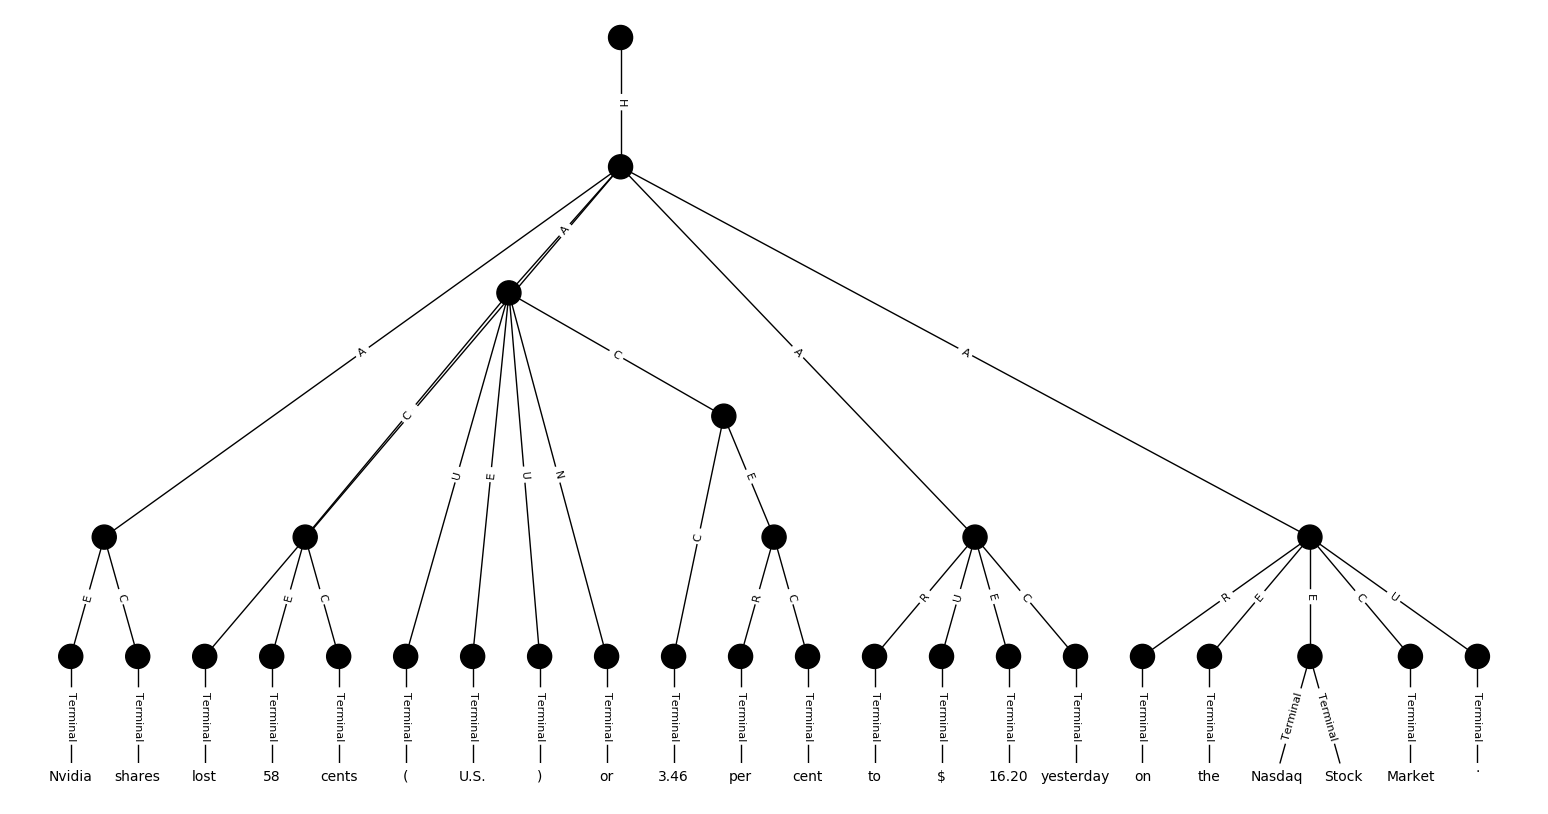 H
A
A
A
A
C
C
U
E
U
N
E
C
E
C
E
C
R
C
R
U
E
C
R
E
E
C
U
Terminal Terminal Terminal Terminal Terminal Terminal Terminal Terminal Terminal Terminal Terminal Terminal Terminal Terminal Terminal Terminal Terminal Terminal Terminal Terminal Terminal Terminal
Nvidia shares lost 58 cents ( U.S. ) or 3.46 per cent to $ 16.20 yesterday on the Nasdaq Stock Market .